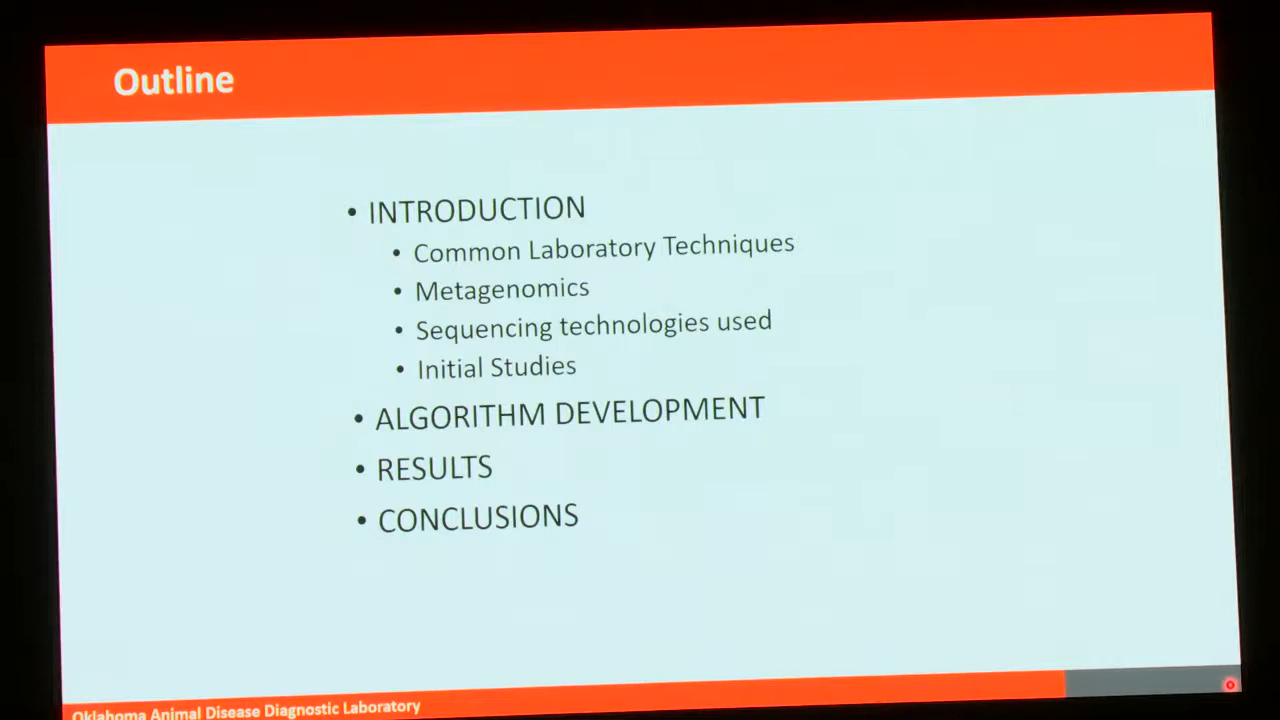 Outline
• INTRODUCTION
• Common Laboratory Techniques
• Metagenomics
• Sequencing technologies used
• Initial Studies
• ALGORITHM DEVELOPMENT
• RESULTS
• CONCLUSIONS
Oklahoma Animal Disease Diagnostic Laboratory